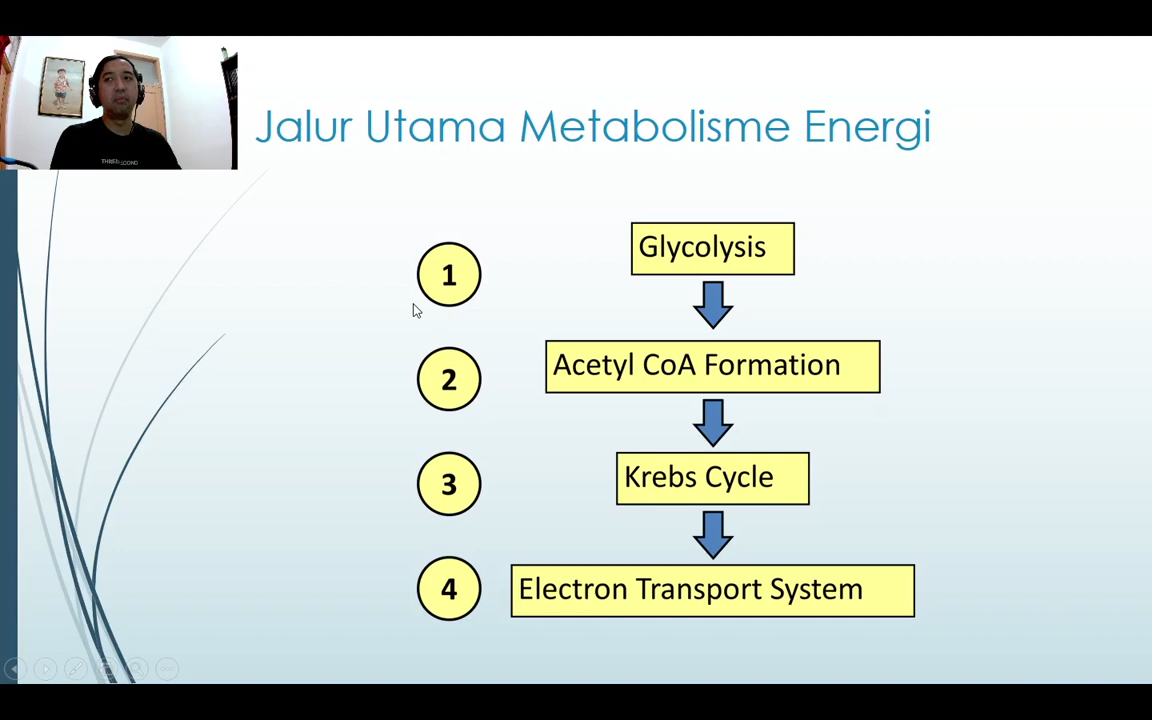 Jalur Utama Metabolisme Energi
1
Glycolysis
2
Acetyl CoA Formation
3
Krebs Cycle
4
Electron Transport System